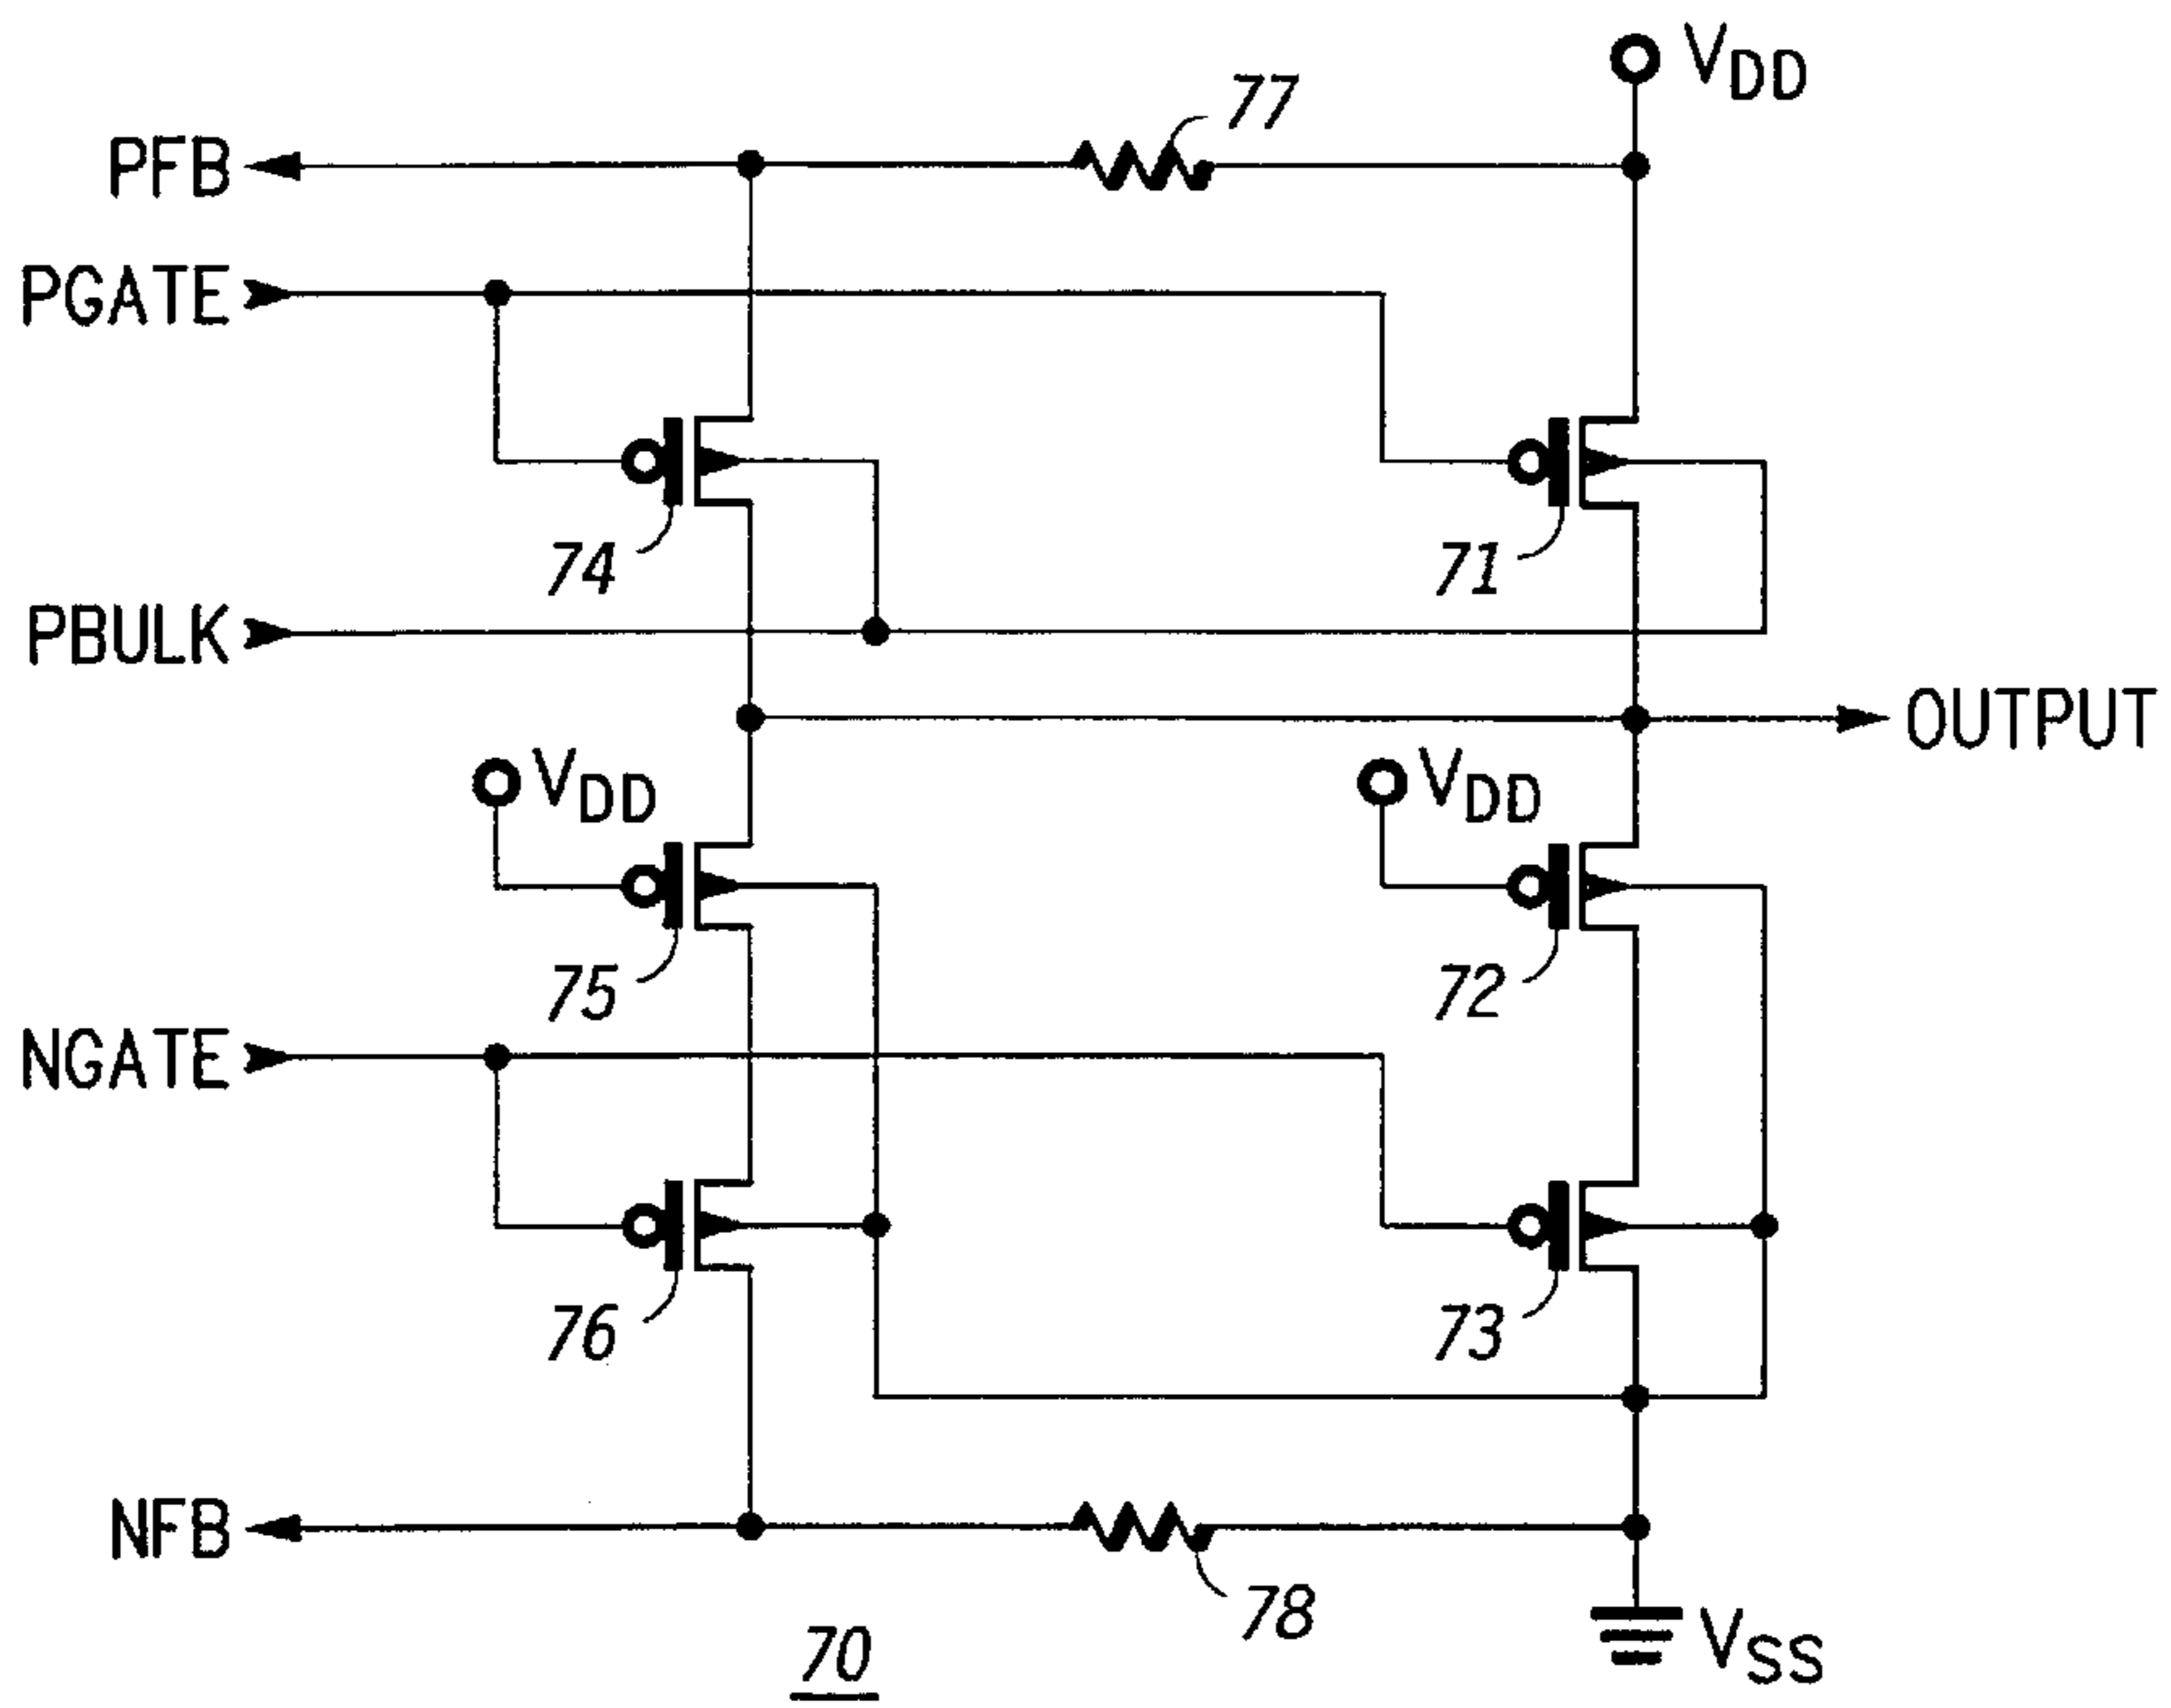 VDD
77
PFB
PGATE
74
71
PBULK
OUTPUT
VDD
VDD
75
72
NGATE
76
73
NFB
78
70
VSS